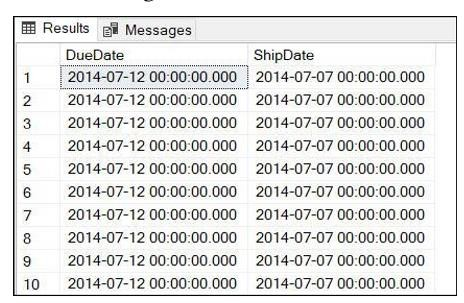 Results Messages
DueDate ShipDate
1 2014-07-12 00:00:00.000 2014-07-07 00:00:00.000
2 2014-07-12 00:00:00.000 2014-07-07 00:00:00.000
3 2014-07-12 00:00:00.000 2014-07-07 00:00:00.000
4 2014-07-12 00:00:00.000 2014-07-07 00:00:00.000
5 2014-07-12 00:00:00.000 2014-07-07 00:00:00.000
6 2014-07-12 00:00:00.000 2014-07-07 00:00:00.000
7 2014-07-12 00:00:00.000 2014-07-07 00:00:00.000
8 2014-07-12 00:00:00.000 2014-07-07 00:00:00.000
9 2014-07-12 00:00:00.000 2014-07-07 00:00:00.000
10 2014-07-12 00:00:00.000 2014-07-07 00:00:00.000